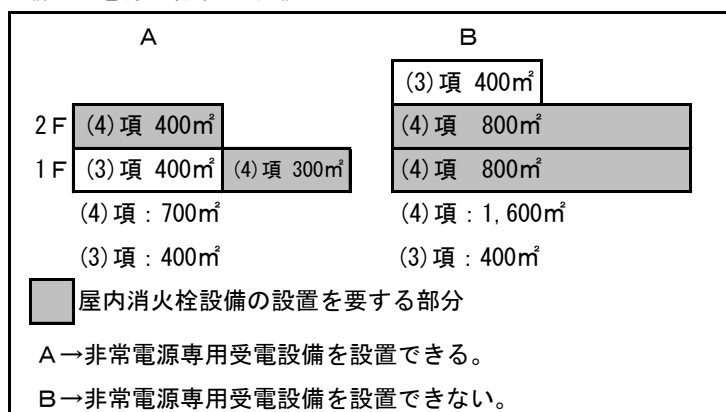 A
B
(3)項 400㎡
2F (4)項 400㎡
(4)項 800㎡
1F (3)項 400㎡ (4)項 300㎡
(4)項 800㎡
(4)項：700㎡
(4)項：1,600㎡
(3)項：400㎡
(3)項：400㎡
屋内消火栓設備の設置を要する部分
A→非常電源専用受電設備を設置できる。
B→非常電源専用受電設備を設置できない。